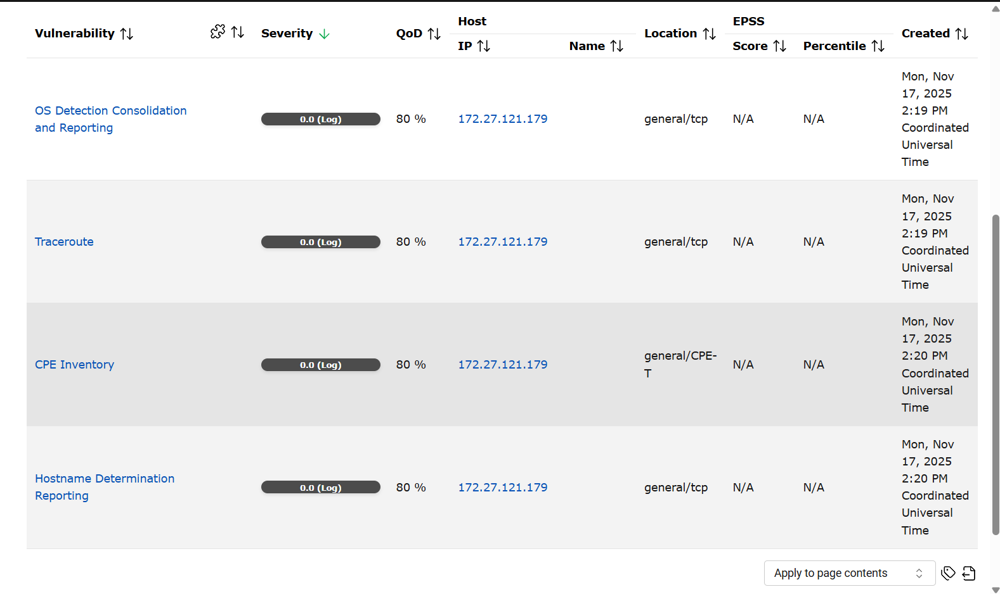 Vulnerability
Severity
QoD
Host
IP
Name
Location
EPSS
Score
Percentile
Created
OS Detection Consolidation
and Reporting
0.0 (Log)
80 %
172.27.121.179
general/tcp
N/A
N/A
Mon, Nov
17, 2025
2:19 PM
Coordinated
Universal
Time
Traceroute
0.0 (Log)
80 %
172.27.121.179
general/tcp
N/A
N/A
Mon, Nov
17, 2025
2:19 PM
Coordinated
Universal
Time
CPE Inventory
0.0 (Log)
80 %
172.27.121.179
general/CPE-
T
N/A
N/A
Mon, Nov
17, 2025
2:20 PM
Coordinated
Universal
Time
Hostname Determination
Reporting
0.0 (Log)
80 %
172.27.121.179
general/tcp
N/A
N/A
Mon, Nov
17, 2025
2:20 PM
Coordinated
Universal
Time
Apply to page contents